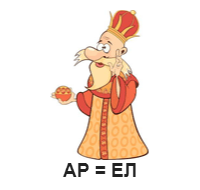 АР = ЕЛ